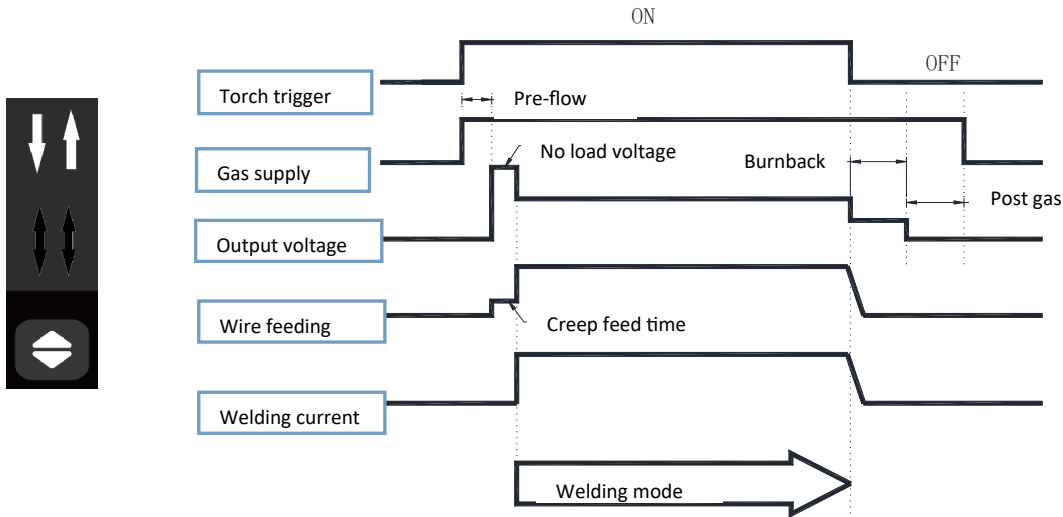 ON
OFF
Torch trigger
Pre-flow
No load voltage
Burnback
Gas supply
Post gas
Output voltage
Wire feeding
Creep feed time
Welding current
Welding mode